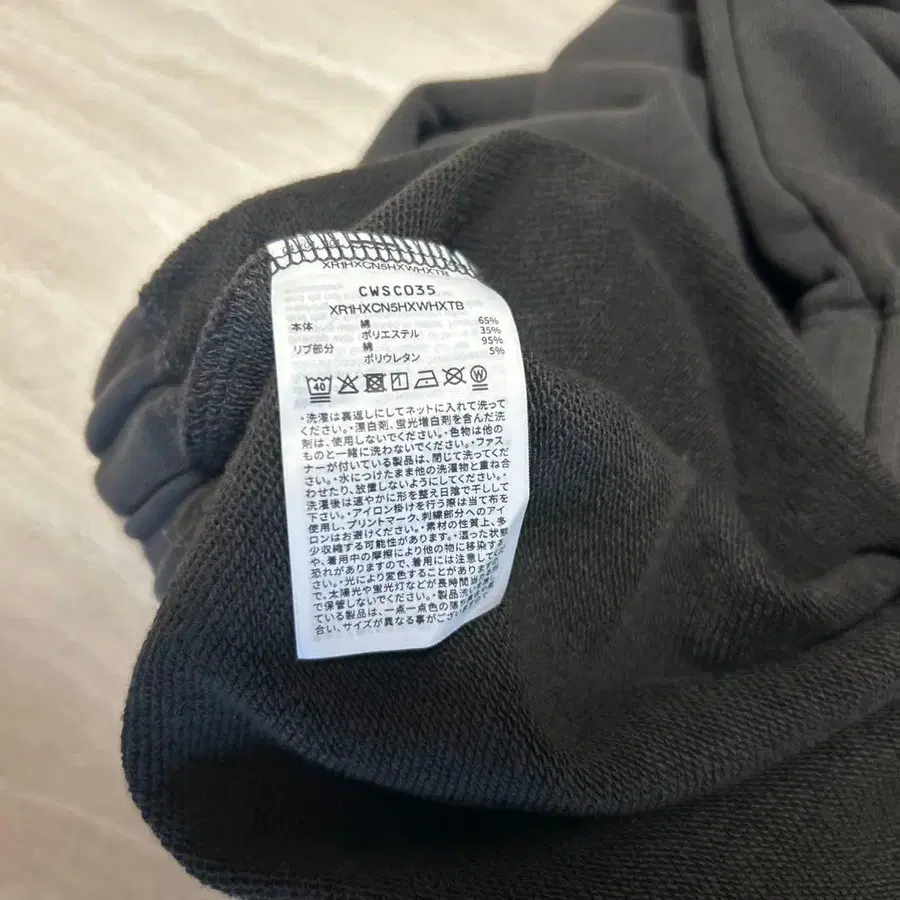 XR1HXCN5HXWHXTB
CWSC035
XR1HXCN5HXWHXTB
本体 綿 65%
ポリエステル 35%
リブ部分 綿 95%
ポリウレタン 5%
40 W
・洗濯は裏返しにしてネットに入れて洗って
ください。・漂白剤、蛍光増白剤を含んだ洗
剤は、使用しないでください。・色物は他の
ものと一緒に洗わないでください。・ファス
ナーが付いている製品は、閉じて洗ってくだ
さい。・水につけたまま他の洗濯物と重ね合
わせたり、放置しないようにしてください。・
洗濯後は速やかに形を整え日陰で干して
下さい。・アイロン掛けを行う際は当て布を
使用し、プリントマーク、刺繍部分へのアイ
ロンはお避けください。・素材の性質上、多
少収縮する可能性があります。・湿った状態
や、着用中の摩擦により他の物に移染する
恐れがありますので、着用には注意してくだ
さい。・光により変色することがありますの
で、太陽光や蛍光灯などが長時間当
で保管しないでください。・製品洗い
ている製品は、一点一点色の落
合い、サイズが異なる事がござい